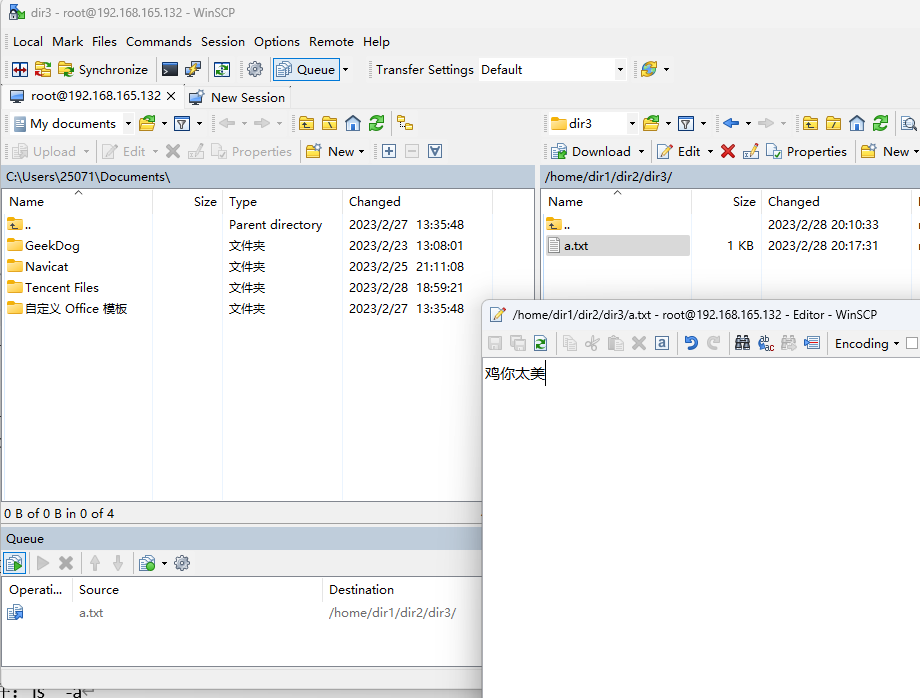 dir3 - root@192.168.165.132 - WinSCP
Local Mark Files Commands Session Options Remote Help
Synchronize Queue Transfer Settings Default
root@192.168.165.132 New Session
My documents dir3
Upload Edit Properties New Download Edit Properties New
C:\Users\25071\Documents\ /home/dir1/dir2/dir3/
Name Size Type Changed Name Size Changed
.. Parent directory 2023/2/27 13:35:48 .. 2023/2/28 20:10:33
GeekDog 文件夹 2023/2/23 13:08:01 a.txt 1 KB 2023/2/28 20:17:31
Navicat 文件夹 2023/2/25 21:11:08
Tencent Files 文件夹 2023/2/28 18:59:21
自定义 Office 模板 文件夹 2023/2/27 13:35:48
/home/dir1/dir2/dir3/a.txt - root@192.168.165.132 - Editor - WinSCP
Encoding
鸡你太美
0 B of 0 B in 0 of 4
Queue
Operati... Source Destination
a.txt /home/dir1/dir2/dir3/
ls -a